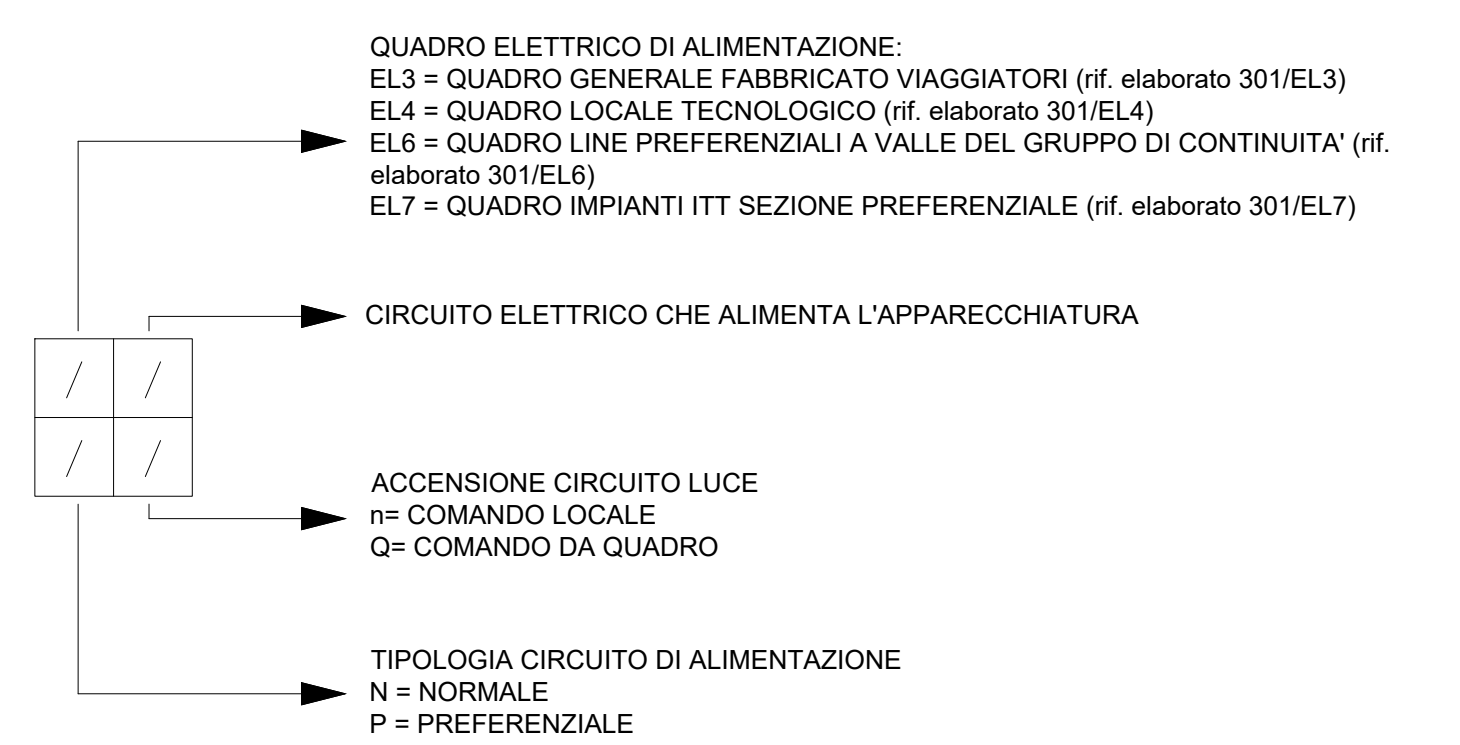 QUADRO ELETTRICO DI ALIMENTAZIONE:
EL3 = QUADRO GENERALE FABBRICATO VIAGGIATORI (rif. elaborato 301/EL3)
EL4 = QUADRO LOCALE TECNOLOGICO (rif. elaborato 301/EL4)
EL6 = QUADRO LINE PREFERENZIALI A VALLE DEL GRUPPO DI CONTINUITA' (rif.
elaborato 301/EL6)
EL7 = QUADRO IMPIANTI ITT SEZIONE PREFERENZIALE (rif. elaborato 301/EL7)
CIRCUITO ELETTRICO CHE ALIMENTA L'APPARECCHIATURA
/ /
/ /
ACCENSIONE CIRCUITO LUCE
n= COMANDO LOCALE
Q= COMANDO DA QUADRO
TIPOLOGIA CIRCUITO DI ALIMENTAZIONE
N = NORMALE
P = PREFERENZIALE